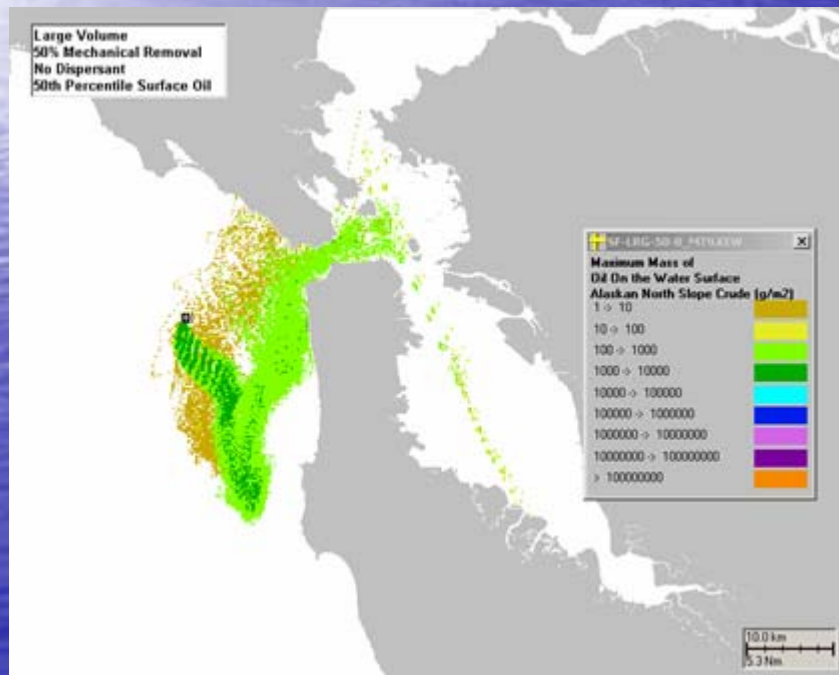 Large Volume
50% Mechanical Removal
No Dispersant
50th Percentile Surface Oil
Maximum Mass of
Oil On the Water Surface
Alaskan North Slope Crude (g/m2)
1 -> 10
10 -> 100
100 -> 1000
1000 -> 10000
10000 -> 100000
100000 -> 1000000
1000000 -> 10000000
10000000 -> 100000000
> 100000000
10.0 km
5.3 Nm